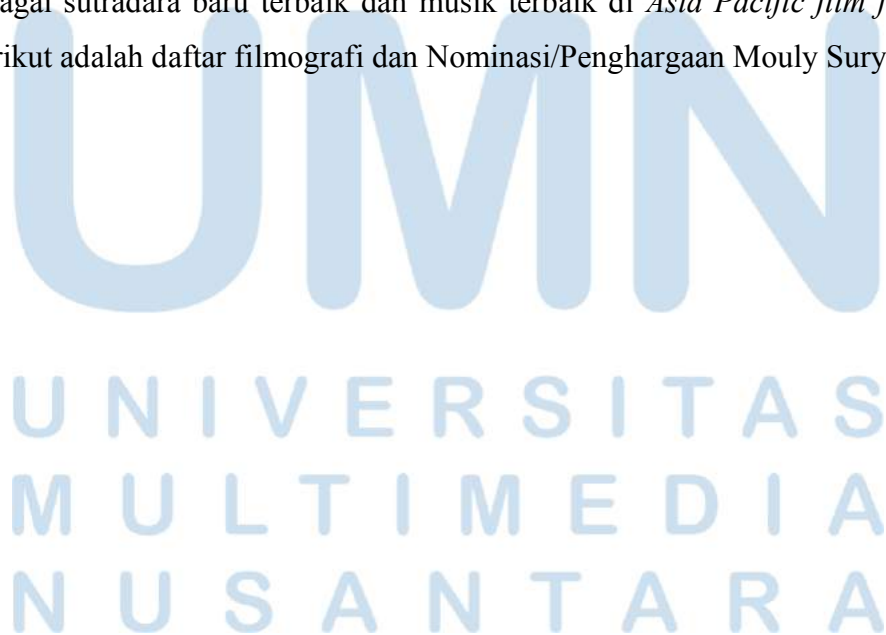 agai sutradara baru terbaik dan musik terbaik di Asia Pacific film
rikut adalah daftar filmografi dan Nominasi/Penghargaan Mouly Sury
UMN
UNIVERSITAS
MULTIMEDIA
NUSANTARA